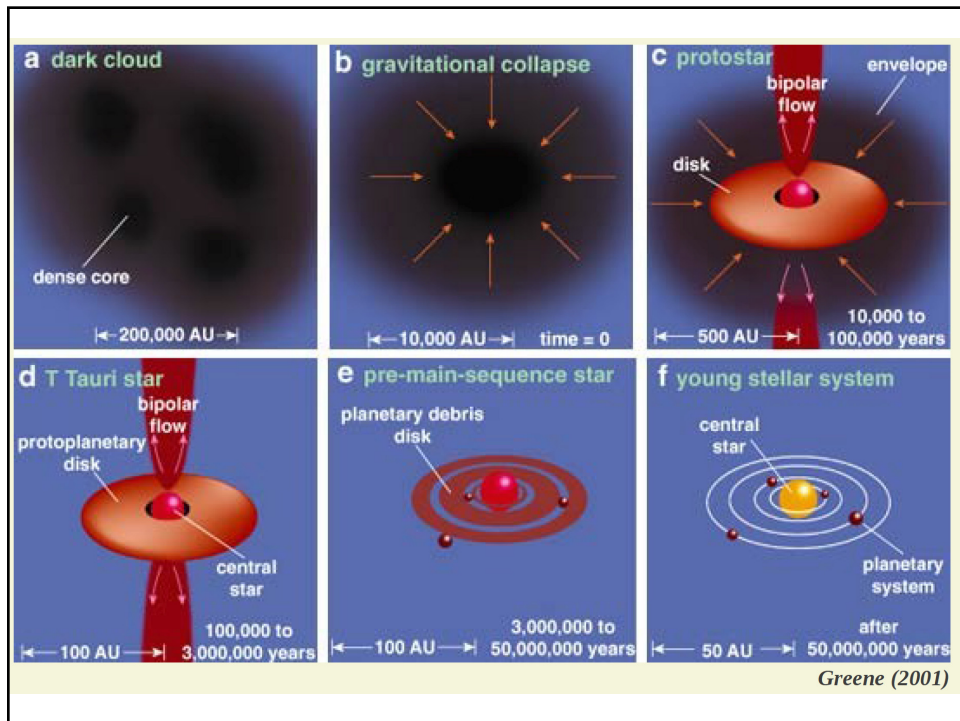 a dark cloud
dense core
200,000 AU
b gravitational collapse
10,000 AU
time = 0
c protostar
envelope
bipolar
flow
disk
500 AU
10,000 to
100,000 years
d T Tauri star
bipolar
flow
protoplanetary
disk
central
star
100 AU
100,000 to
3,000,000 years
e pre-main-sequence star
planetary debris
disk
100 AU
3,000,000 to
50,000,000 years
f young stellar system
central
star
planetary
system
50 AU
after
50,000,000 years
Greene (2001)